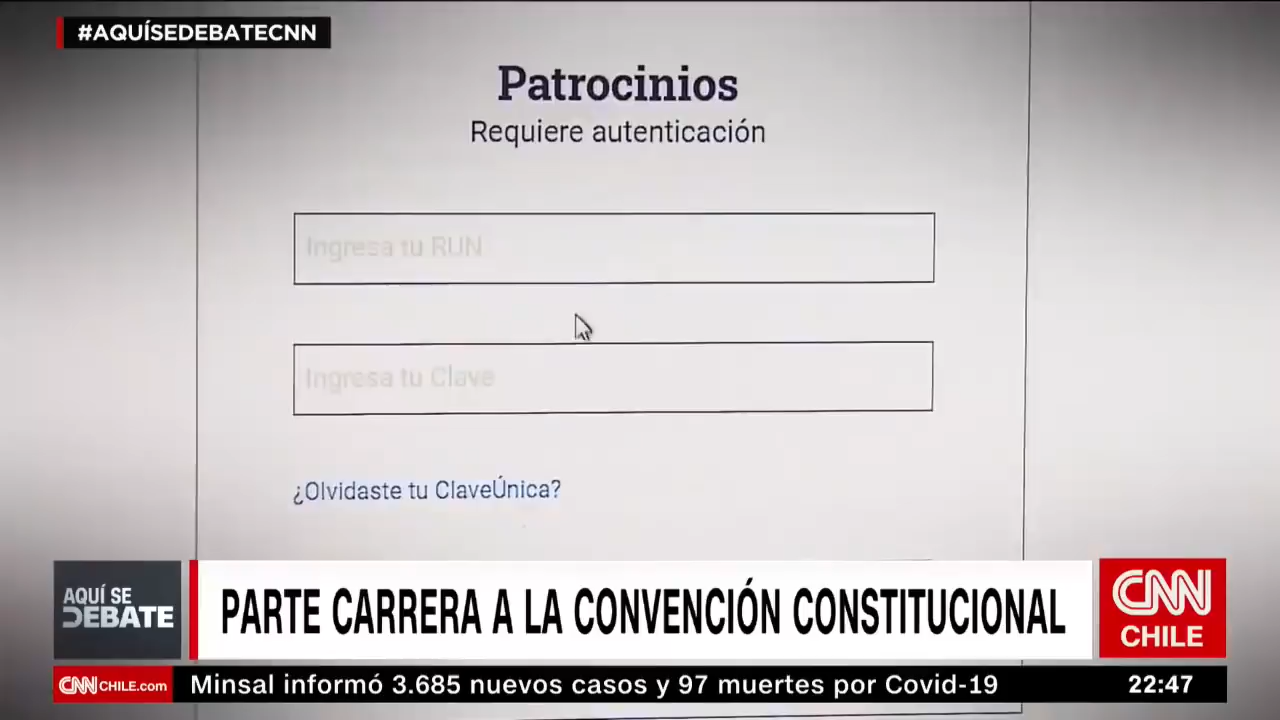 #AQUÍSEDEBATECNN
Patrocinios
Requiere autenticación
Ingresa tu RUN
Ingresa tu Clave
¿Olvidaste tu ClaveÚnica?
AQUÍ SE
DEBATE
PARTE CARRERA A LA CONVENCIÓN CONSTITUCIONAL
CNN
CHILE
CNNCHILE.com
Minsal informó 3.685 nuevos casos y 97 muertes por Covid-19
22:47